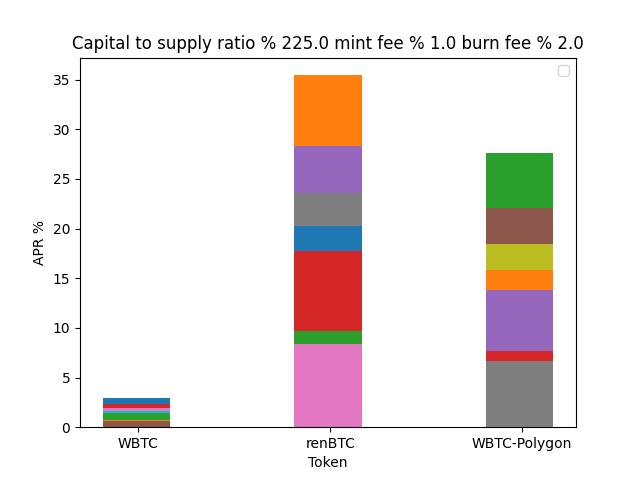 Capital to supply ratio % 225.0 mint fee % 1.0 burn fee % 2.0
APR %
35
30
25
20
15
10
5
0
WBTC renBTC WBTC-Polygon
Token